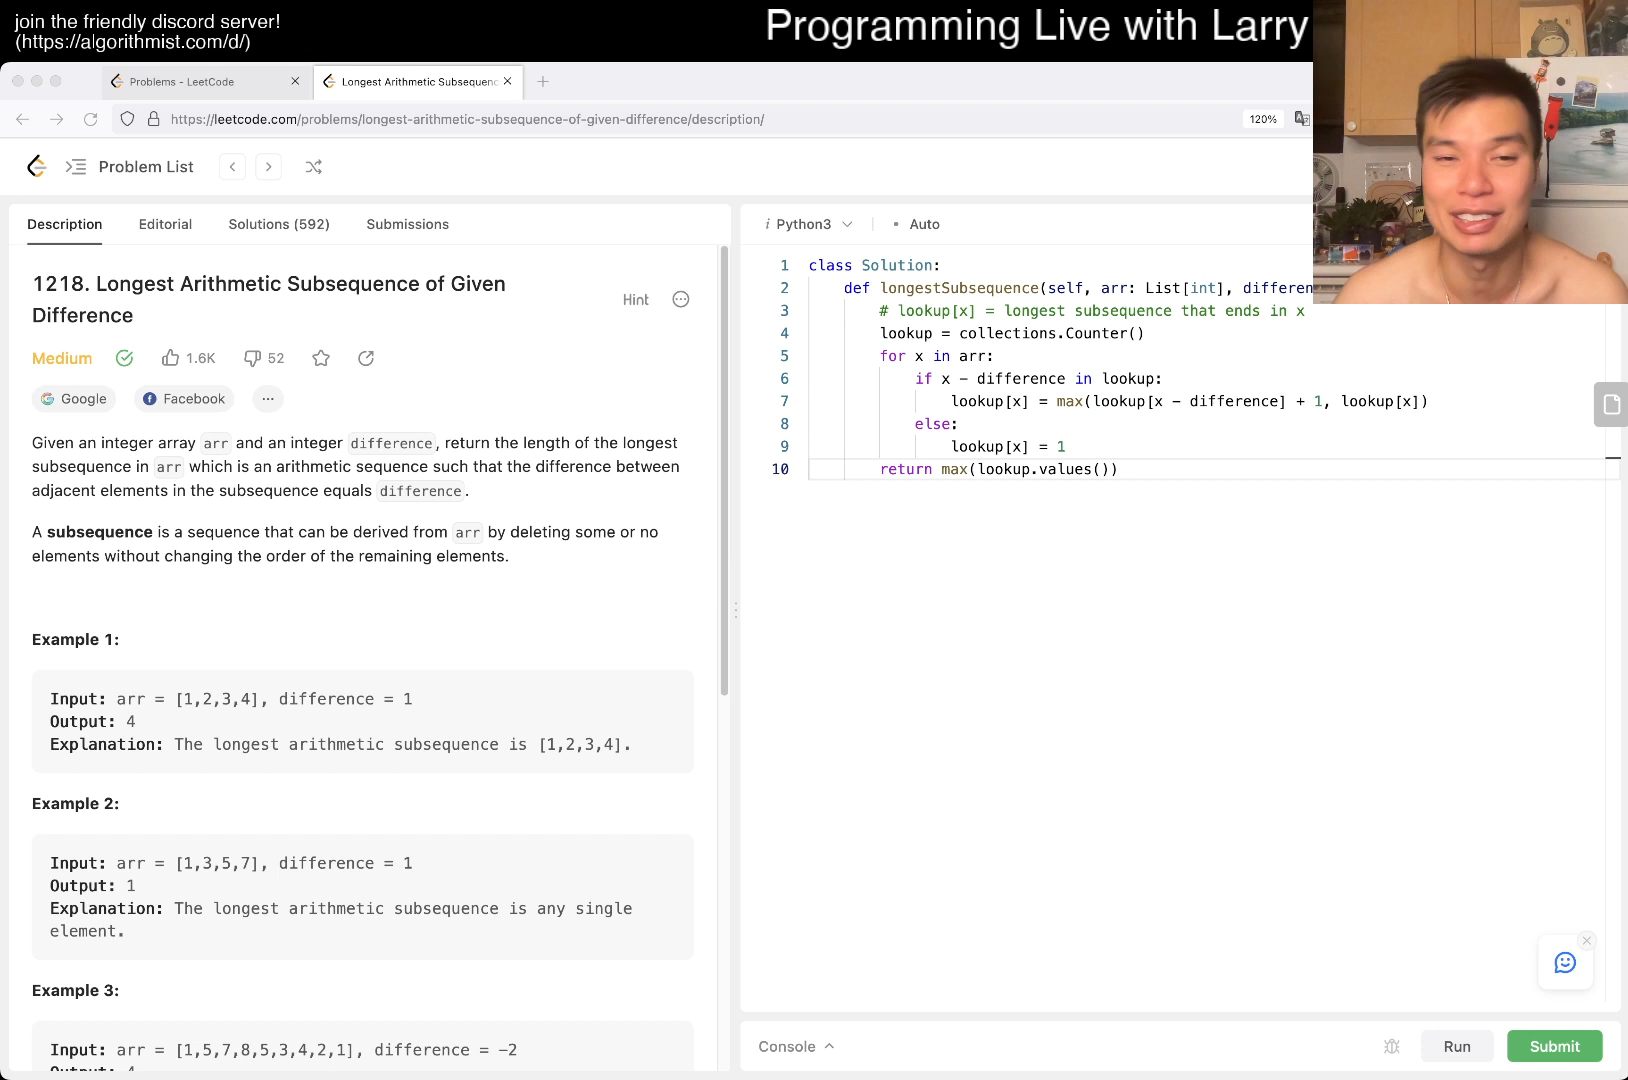 join the friendly discord server!
(https://algorithmist.com/d/)
Programming Live with Larry
Problems - LeetCode
Longest Arithmetic Subsequenc
https://leetcode.com/problems/longest-arithmetic-subsequence-of-given-difference/description/
120%
Problem List
Description
Editorial
Solutions (592)
Submissions
1218. Longest Arithmetic Subsequence of Given
Difference
Hint
Medium
1.6K
52
Google
Facebook
Given an integer array arr and an integer difference, return the length of the longest
subsequence in arr which is an arithmetic sequence such that the difference between
adjacent elements in the subsequence equals difference.
A subsequence is a sequence that can be derived from arr by deleting some or no
elements without changing the order of the remaining elements.
Example 1:
Input: arr = [1,2,3,4], difference = 1
Output: 4
Explanation: The longest arithmetic subsequence is [1,2,3,4].
Example 2:
Input: arr = [1,3,5,7], difference = 1
Output: 1
Explanation: The longest arithmetic subsequence is any single
element.
Example 3:
Input: arr = [1,5,7,8,5,3,4,2,1], difference = -2
i Python3
Auto
1 class Solution:
2 def longestSubsequence(self, arr: List[int], differen
3 # lookup[x] = longest subsequence that ends in x
4 lookup = collections.Counter()
5 for x in arr:
6 if x - difference in lookup:
7 lookup[x] = max(lookup[x - difference] + 1, lookup[x])
8 else:
9 lookup[x] = 1
10 return max(lookup.values())
Console
Run
Submit